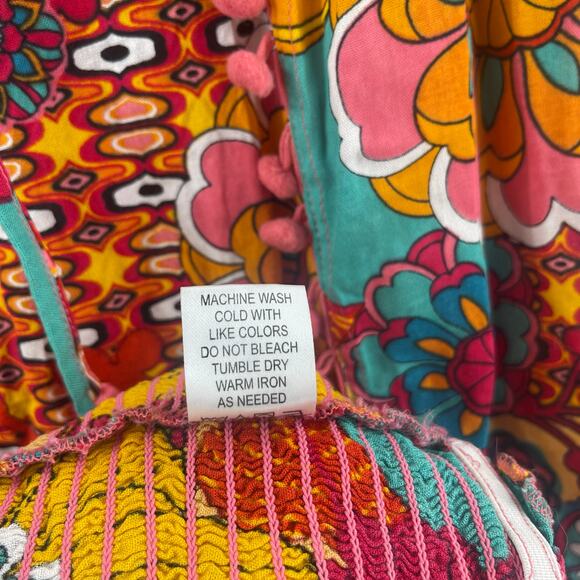 MACHINE WASH
COLD WITH
LIKE COLORS
DO NOT BLEACH
TUMBLE DRY
WARM IRON
AS NEEDED